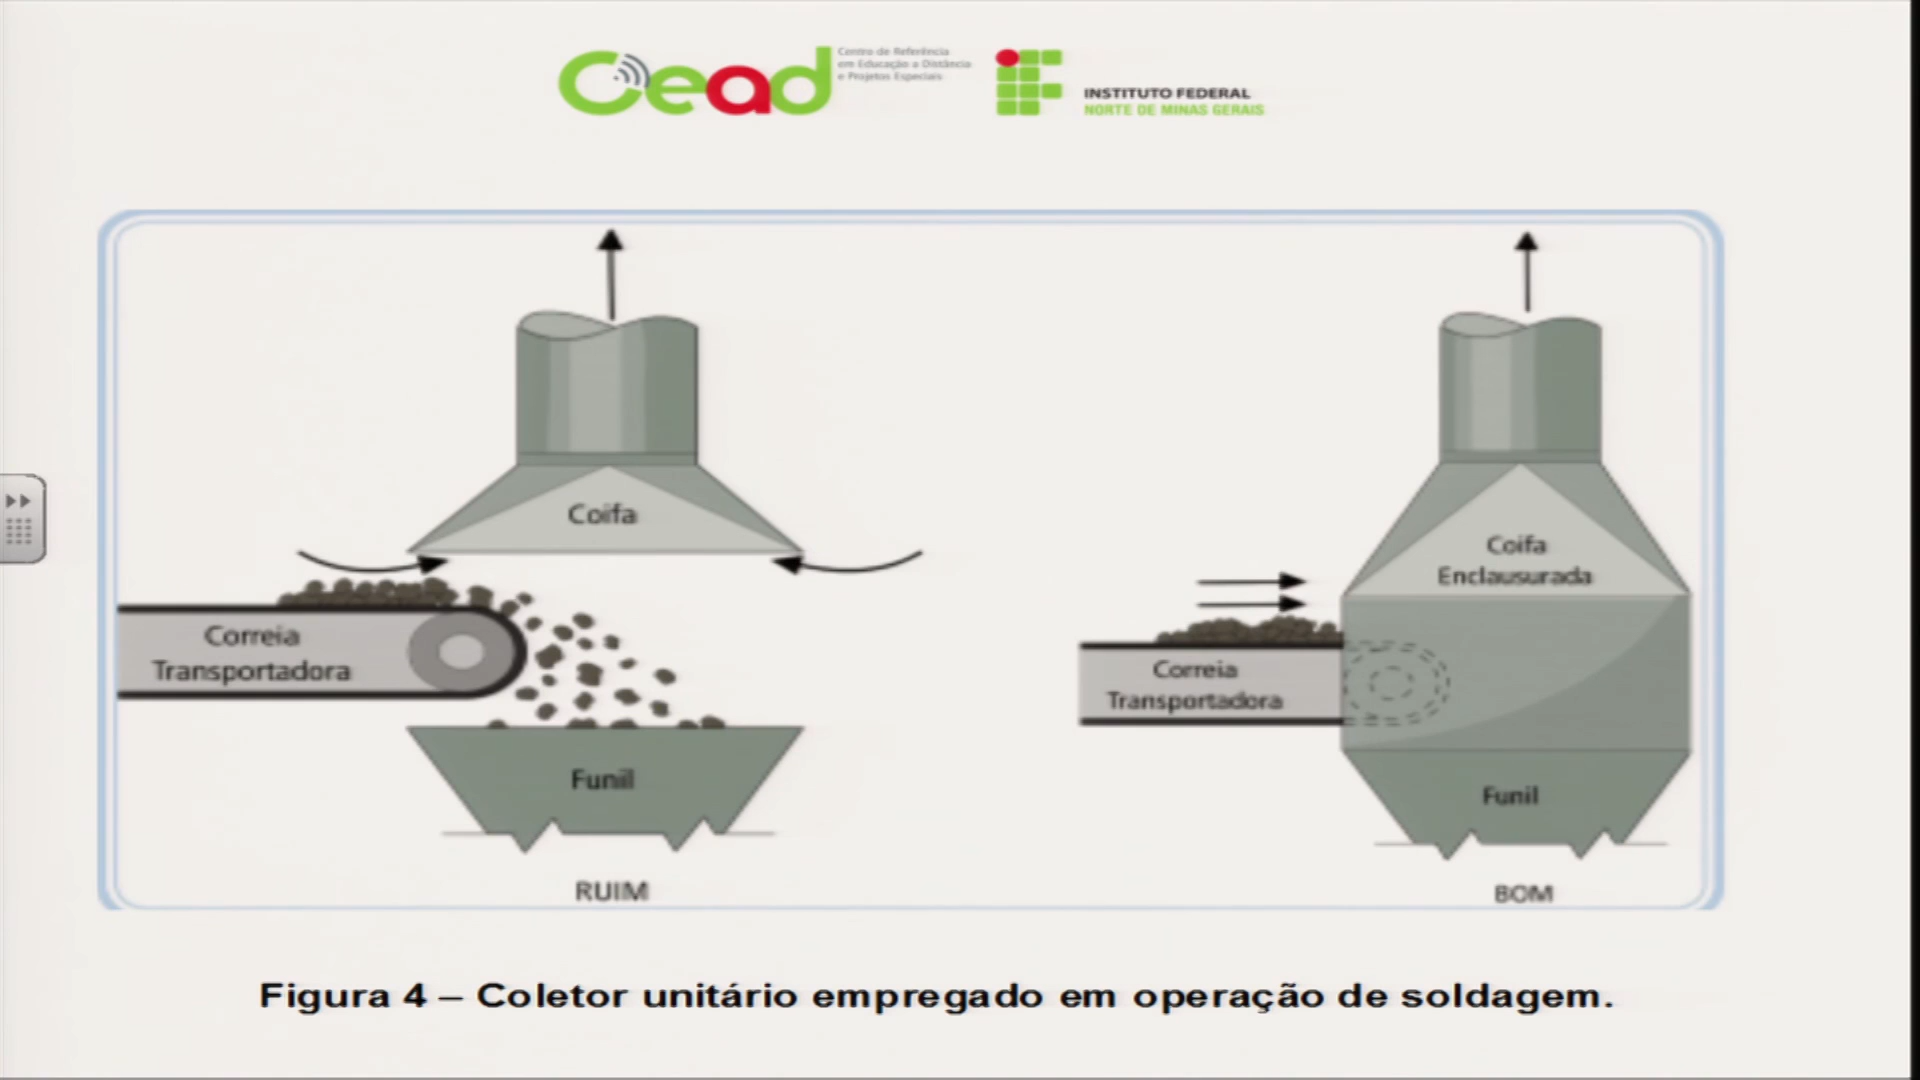 Cead
Centro de Referência
em Educação a Distância
e Projetos Especiais
INSTITUTO FEDERAL
NORTE DE MINAS GERAIS
Coifa
Correia
Transportadora
Funil
RUIM
Coifa
Enclausurada
Correia
Transportadora
Funil
BOM
Figura 4 – Coletor unitário empregado em operação de soldagem.